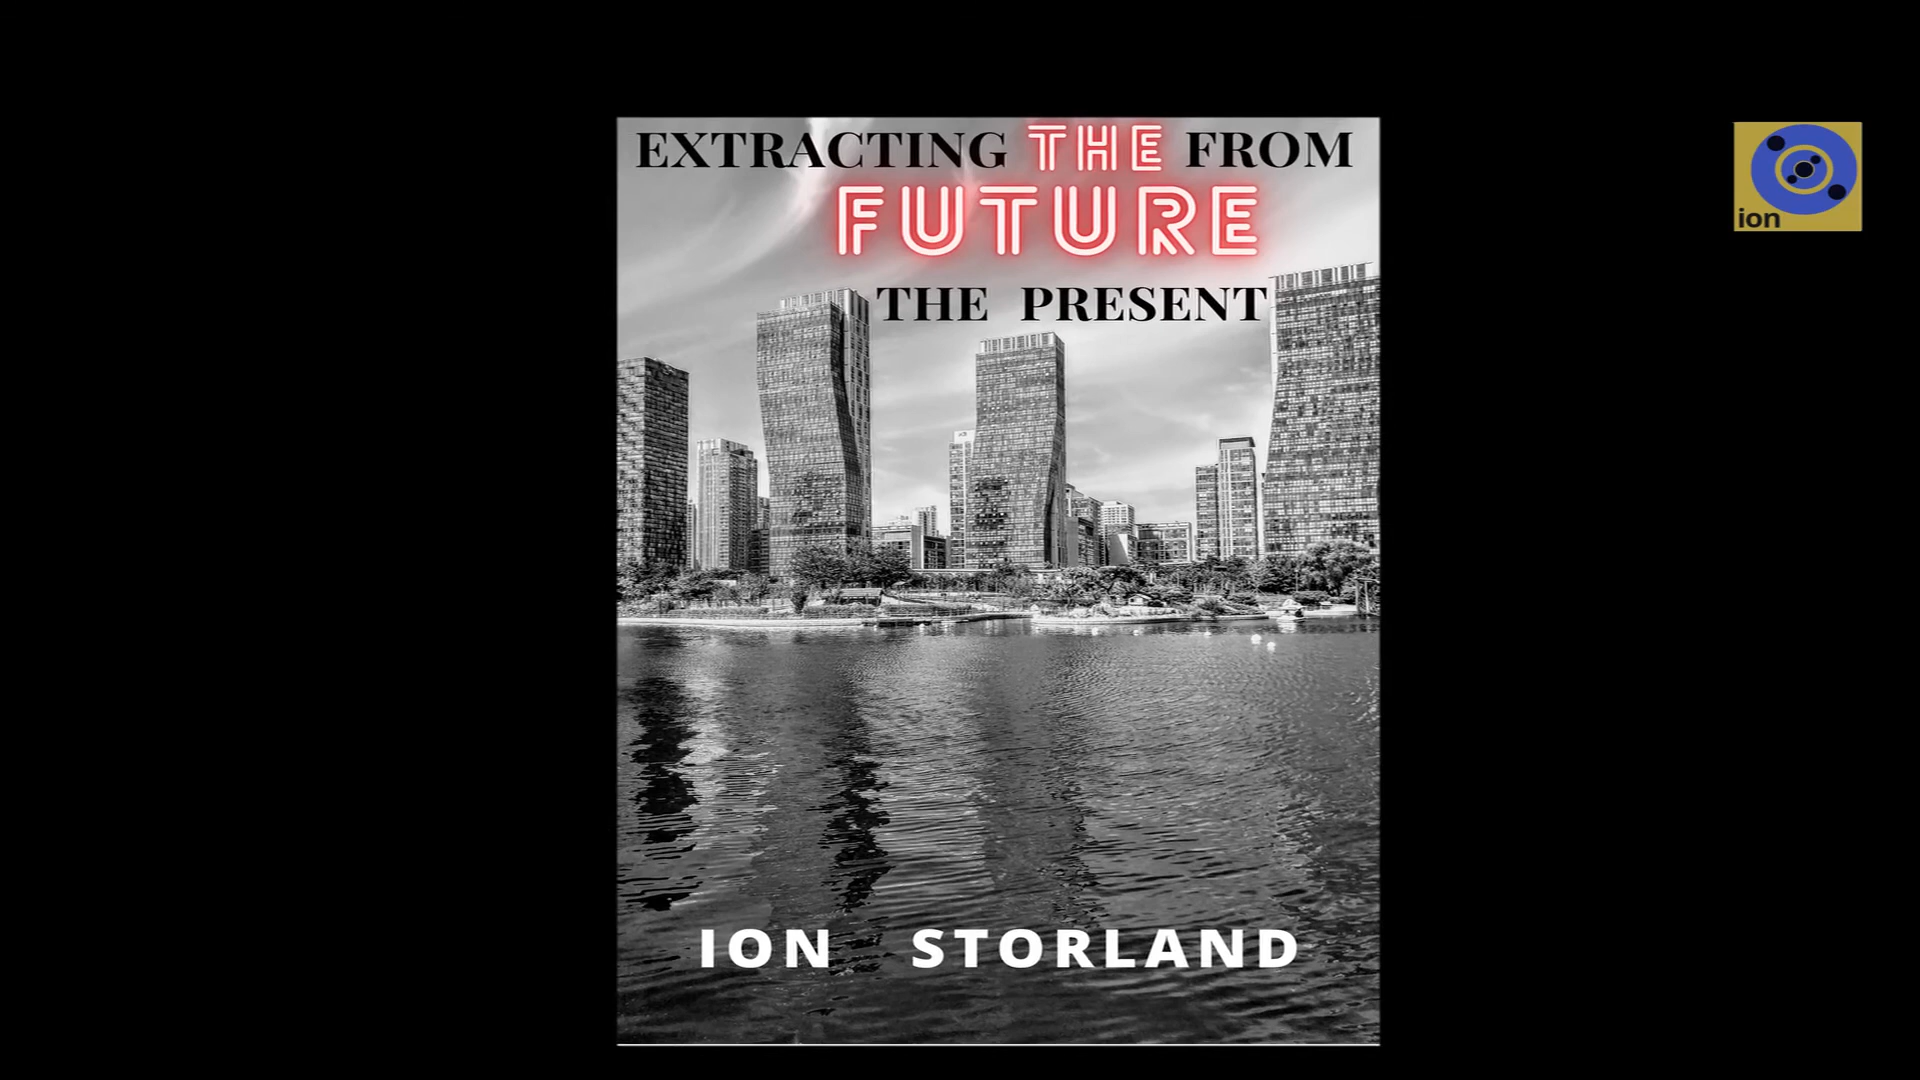 EXTRACTING THE FROM
FUTURE
THE PRESENT
ION STORLAND
ion